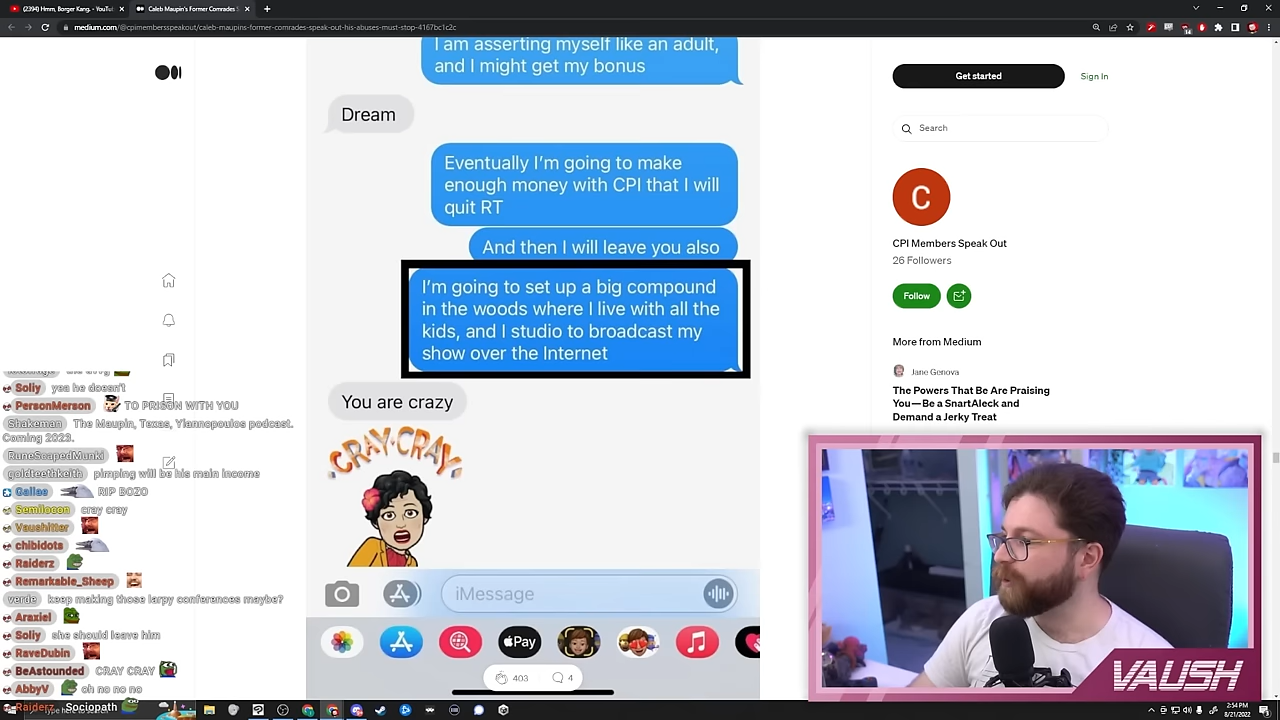 (2394) Hmm, Borger Kang. - YouTub
Caleb Maupin's Former Comrades S
medium.com/@cpimembersspeakout/caleb-maupins-former-comrades-speak-out-his-abuses-must-stop-4167bc1c2c
I am asserting myself like an adult,
and I might get my bonus
Dream
Eventually I'm going to make
enough money with CPI that I will
quit RT
And then I will leave you also
I'm going to set up a big compound
in the woods where I live with all the
kids, and I studio to broadcast my
show over the Internet
You are crazy
CRAY-CRAY
iMessage
Pay
403
4
Get started
Sign In
Search
C
CPI Members Speak Out
26 Followers
Follow
More from Medium
Jane Genova
The Powers That Be Are Praising
You—Be a SnartAleck and
Demand a Jerky Treat
Soliy yea he doesn't
PersonMerson TO PRISON WITH YOU
Shakeman The Maupin, Texas, Yiannopoulos podcast.
Coming 2023.
RuneScapedMunki
goldteethkeith pimping will be his main income
Gallae RIP BOZO
Semilocon cray cray
Vaushitter
chibidots
Raiderz
Remarkable_Sheep
verde keep making those larpy conferences maybe?
Araxiel
Soliy she should leave him
RaveDubin
BeAstounded CRAY CRAY
AbbyV oh no no no
Raiderz Sociopath
VAUSH
2:54 PM
8/21/2022